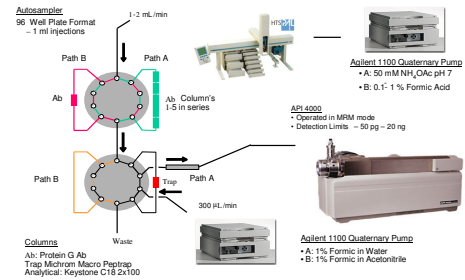 Autosampler
96 Well Plate Format
– 1 ml injections
1-2 mL/min
HTS PAL
Agilent 1100 Quaternary Pump
• A: 50 mM NH4OAc pH 7
• B: 0.1- 1 % Formic Acid
Path B
Path A
Ab
Ab Column's
1-5 in series
API 4000
• Operated in MRM mode
• Detection Limits – 50 pg – 20 ng
Path B
Trap
Path A
300 µL/min
Waste
Columns
Ab: Protein G Ab
Trap Michrom Macro Peptrap
Analytical: Keystone C18 2x100
Agilent 1100 Quaternary Pump
• A: 1% Formic in Water
• B: 1% Formic in Acetonitrile